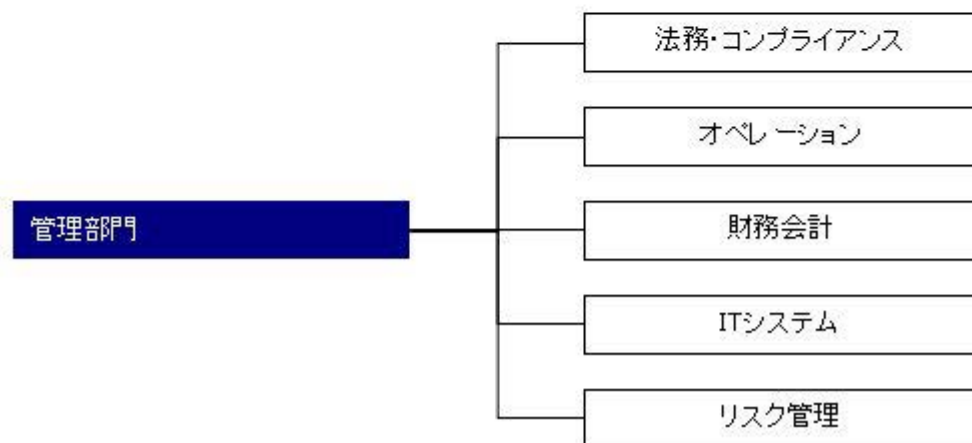 法務・コンプライアンス
オペレーション
管理部門
財務会計
ITシステム
リスク管理